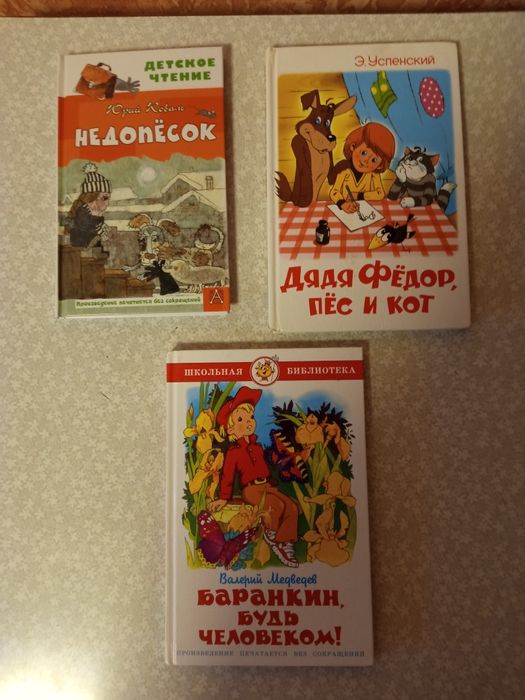 ДЕТСКОЕ
ЧТЕНИЕ
Юрий Коваль
НЕДОПЁСОК
Произведение печатается без сокращений
А
Э. Успенский
ДЯДЯ ФЁДОР,
ПЁС И КОТ
ШКОЛЬНАЯ БИБЛИОТЕКА
Валерий Медведев
БАРАНКИН,
БУДЬ
ЧЕЛОВЕКОМ!
ПРОИЗВЕДЕНИЕ ПЕЧАТАЕТСЯ БЕЗ СОКРАЩЕНИЙ